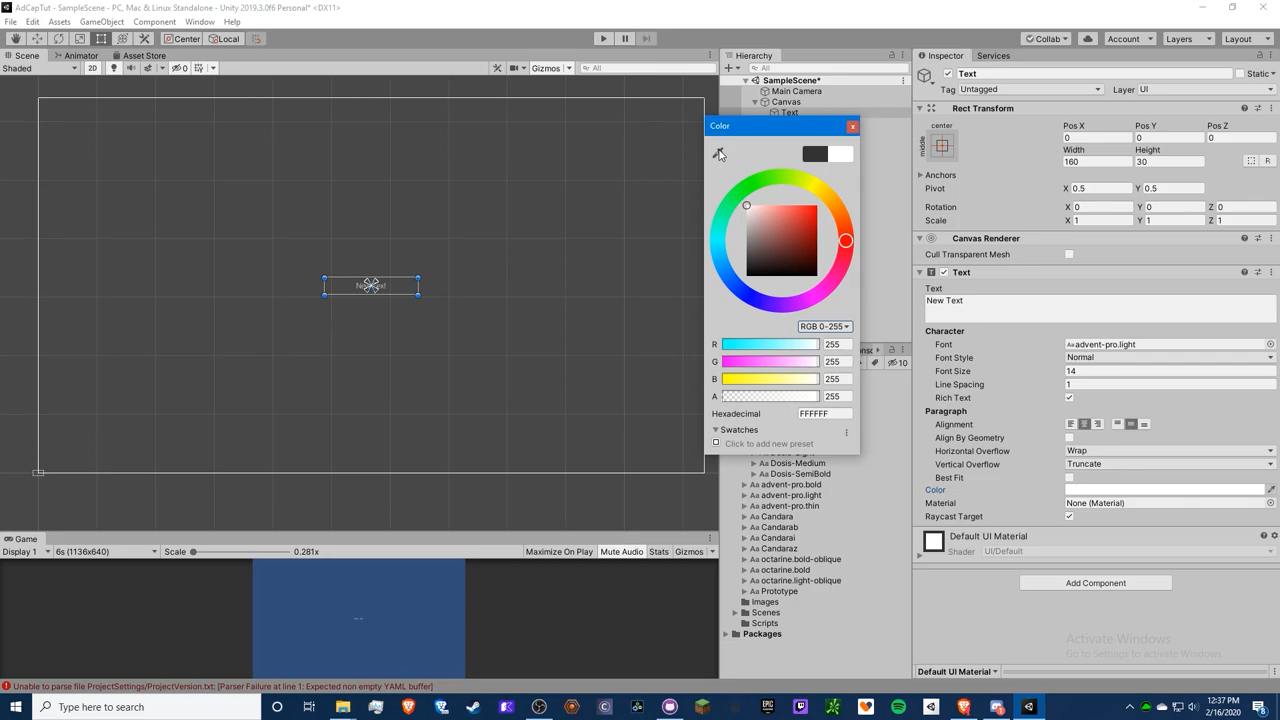 AdCapTut - SampleScene - PC, Mac & Linux Standalone - Unity 2019.3.0f6 Personal* <DX11>
File Edit Assets GameObject Component Window Help
Center Local Collab Account Layers Layout
Scene Animator Asset Store
Shaded 2D 0 Gizmos All
Hierarchy
All
SampleScene*
Main Camera
Canvas
Text
Color
RGB 0-255
R 255
G 255
B 255
A 255
Hexadecimal FFFFFF
Swatches
Click to add new preset
10
Dosis-Medium
Dosis-SemiBold
advent-pro.bold
advent-pro.light
advent-pro.thin
Candara
Candarab
Candarai
Candaraz
octarine.bold-oblique
octarine.bold
octarine.light-oblique
Prototype
Images
Scenes
Scripts
Packages
Inspector Services
Text Static
Tag Untagged Layer UI
Rect Transform
center
middle
Pos X Pos Y Pos Z
0 0 0
Width Height
160 30
R
Anchors
Pivot X 0.5 Y 0.5
Rotation X 0 Y 0 Z 0
Scale X 1 Y 1 Z 1
Canvas Renderer
Cull Transparent Mesh
Text
Text
New Text
Character
Font advent-pro.light
Font Style Normal
Font Size 14
Line Spacing 1
Rich Text
Paragraph
Alignment
Align By Geometry
Horizontal Overflow Wrap
Vertical Overflow Truncate
Best Fit
Color
Material None (Material)
Raycast Target
Default UI Material
Shader UI/Default
Add Component
Activate Windows
Go to Settings to activate Windows.
Default UI Material
Game
Display 1 6s (1136x640) Scale 0.281x Maximize On Play Mute Audio Stats Gizmos
Unable to parse file ProjectSettings/ProjectVersion.txt: [Parser Failure at line 1: Expected non empty YAML buffer]
Type here to search
12:37 PM
2/16/2020